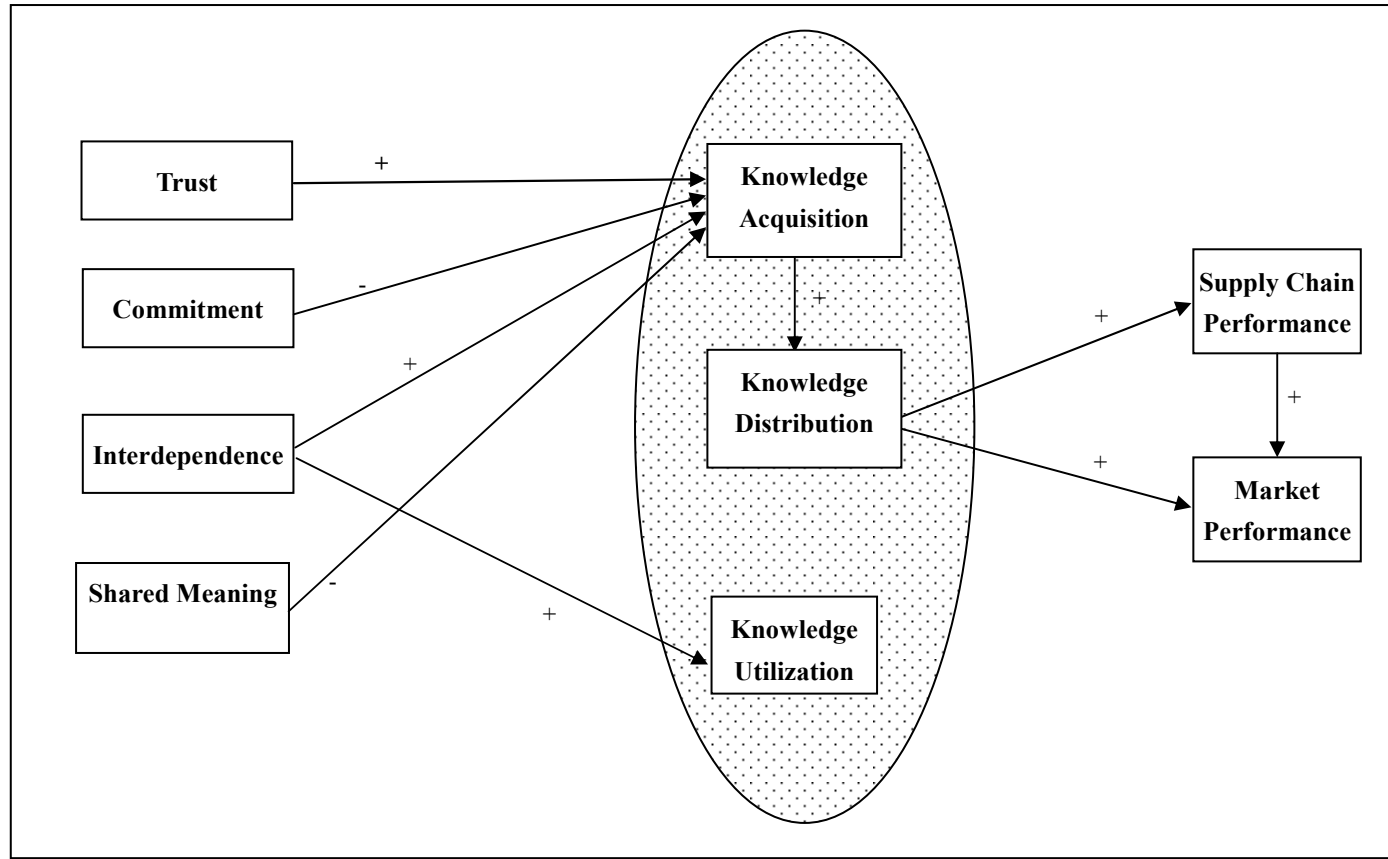 Trust
+
Knowledge
Acquisition
Commitment
-
+
Supply Chain
Performance
+
+
Knowledge
Distribution
Interdependence
+
+
Market
Performance
Shared Meaning
-
+
Knowledge
Utilization